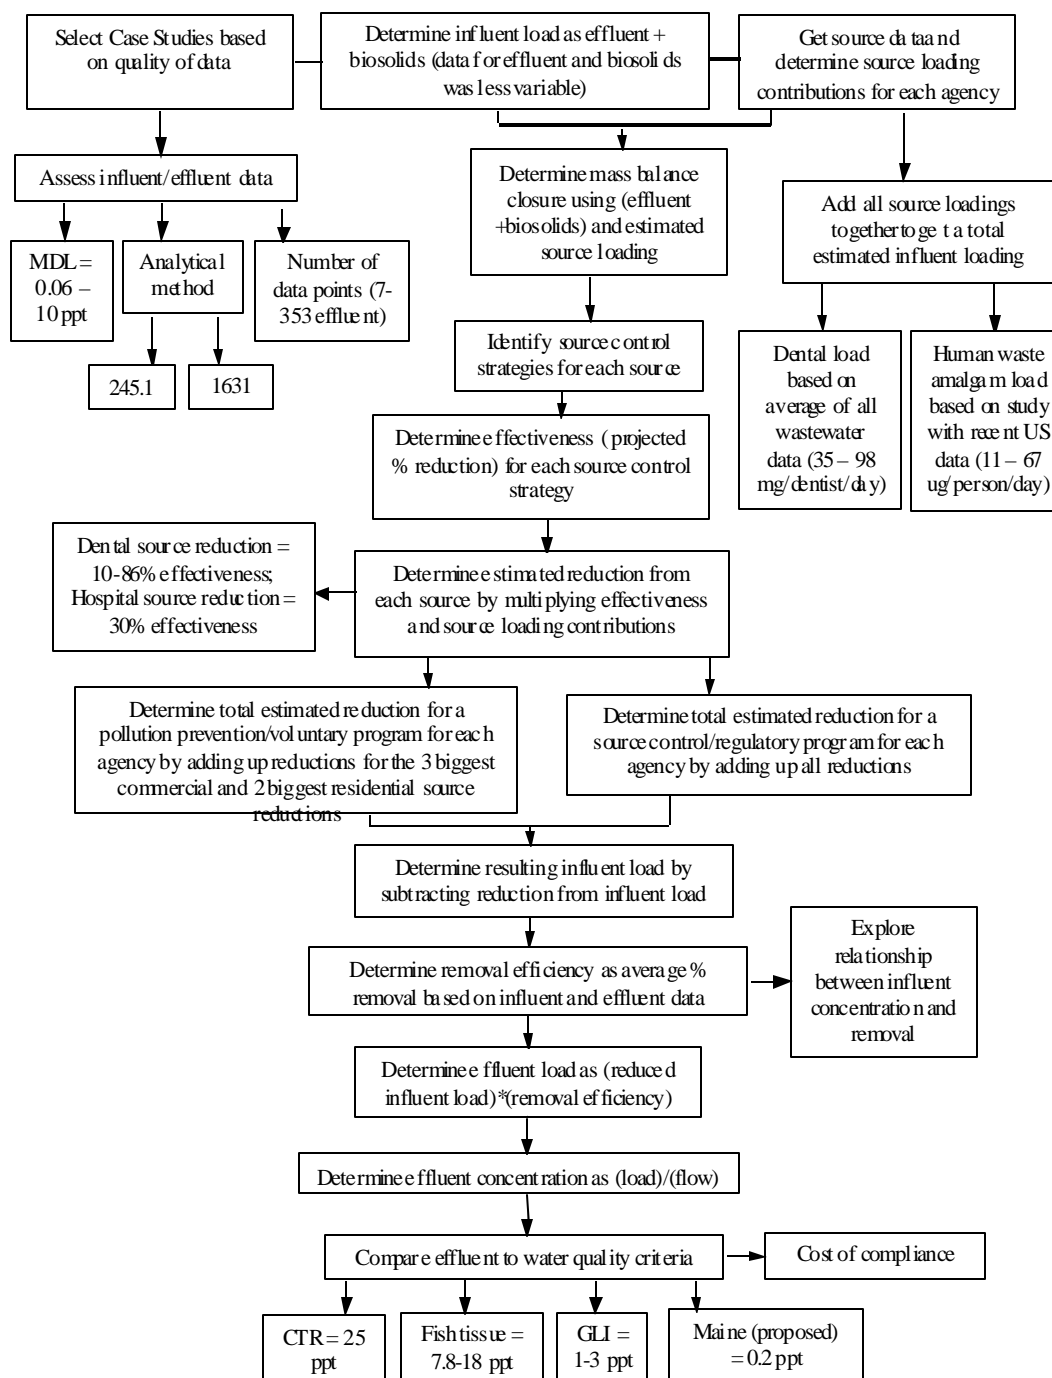 Select Case Studies based
on quality of data
Determine influent load as effluent +
biosolids (data for effluent and biosolids
was less variable)
Get source data and
determine source loading
contributions for each agency
Assess influent/effluent data
Determine mass balance
closure using (effluent
+biosolids) and estimated
source loading
Add all source loadings
together to get a total
estimated influent loading
MDL =
0.06 –
10 ppt
Analytical
method
Number of
data points (7-
353 effluent)
245.1
1631
Identify source control
strategies for each source
Dental load
based on
average of all
wastewater
data (35 – 98
mg/dentist/day)
Human waste
amalgam load
based on study
with recent US
data (11 – 67
ug/person/day)
Determine effectiveness (projected
% reduction) for each source control
strategy
Dental source reduction =
10-86% effectiveness;
Hospital source reduction =
30% effectiveness
Determine estimated reduction from
each source by multiplying effectiveness
and source loading contributions
Determine total estimated reduction for a
pollution prevention/voluntary program for each
agency by adding up reductions for the 3 biggest
commercial and 2 biggest residential source
reductions
Determine total estimated reduction for a
source control/regulatory program for each
agency by adding up all reductions
Determine resulting influent load by
subtracting reduction from influent load
Determine removal efficiency as average %
removal based on influent and effluent data
Explore
relationship
between influent
concentration and
removal
Determine effluent load as (reduced
influent load)*(removal efficiency)
Determine effluent concentration as (load)/(flow)
Compare effluent to water quality criteria
Cost of compliance
CTR = 25
ppt
Fish tissue =
7.8-18 ppt
GLI =
1-3 ppt
Maine (proposed)
= 0.2 ppt